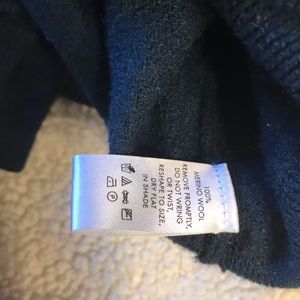 100%
MERINO WOOL
REMOVE PROMPTLY,
DO NOT WRING
OR TWIST,
RESHAPE TO SIZE,
DRY FLAT
IN SHADE
P